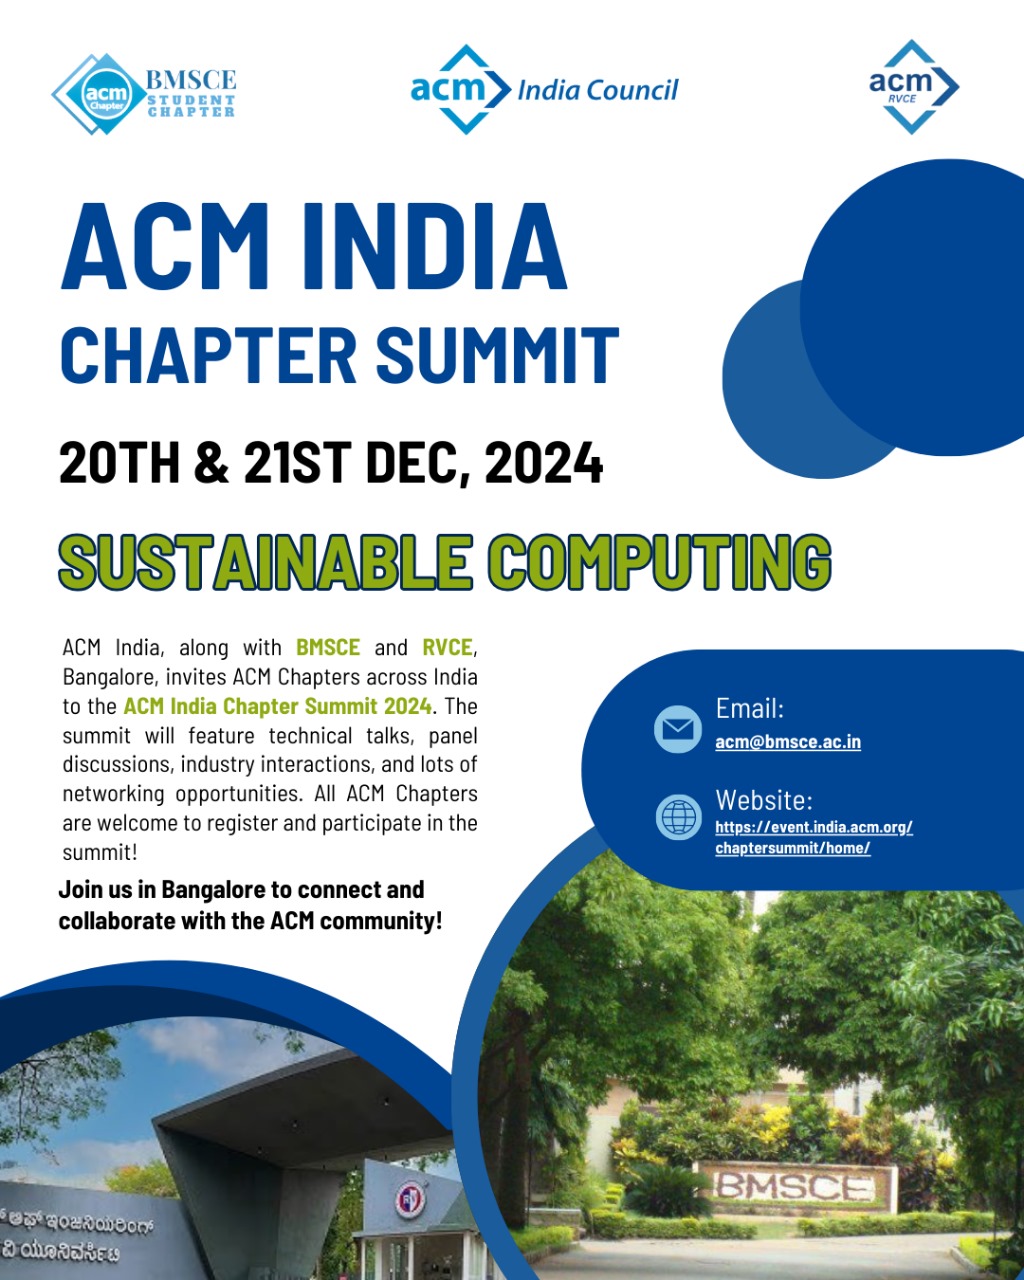 acm
Chapter
BMSCE
STUDENT
CHAPTER
acm India Council
acm
RVCE
ACM INDIA
CHAPTER SUMMIT
20TH & 21ST DEC, 2024
SUSTAINABLE COMPUTING
ACM India, along with BMSCE and RVCE,
Bangalore, invites ACM Chapters across India
to the ACM India Chapter Summit 2024. The
summit will feature technical talks, panel
discussions, industry interactions, and lots of
networking opportunities. All ACM Chapters
are welcome to register and participate in the
summit!
Join us in Bangalore to connect and
collaborate with the ACM community!
Email:
acm@bmsce.ac.in
Website:
https://event.india.acm.org/
chaptersummit/home/
BMSCE
ಆಫ್ ಇಂಜಿನಿಯರಿಂಗ್
ವಿ ಯೂನಿವರ್ಸಿಟಿ